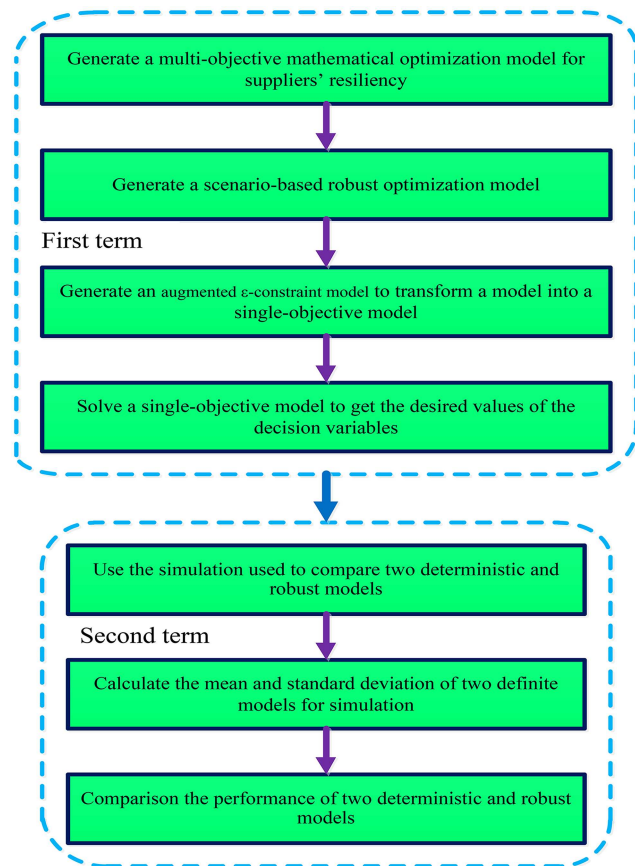 Generate a multi-objective mathematical optimization model for
suppliers’ resiliency
Generate a scenario-based robust optimization model
First term
Generate an augmented ε-constraint model to transform a model into a
single-objective model
Solve a single-objective model to get the desired values of the
decision variables
Use the simulation used to compare two deterministic and
robust models
Second term
Calculate the mean and standard deviation of two definite
models for simulation
Comparison the performance of two deterministic and robust
models